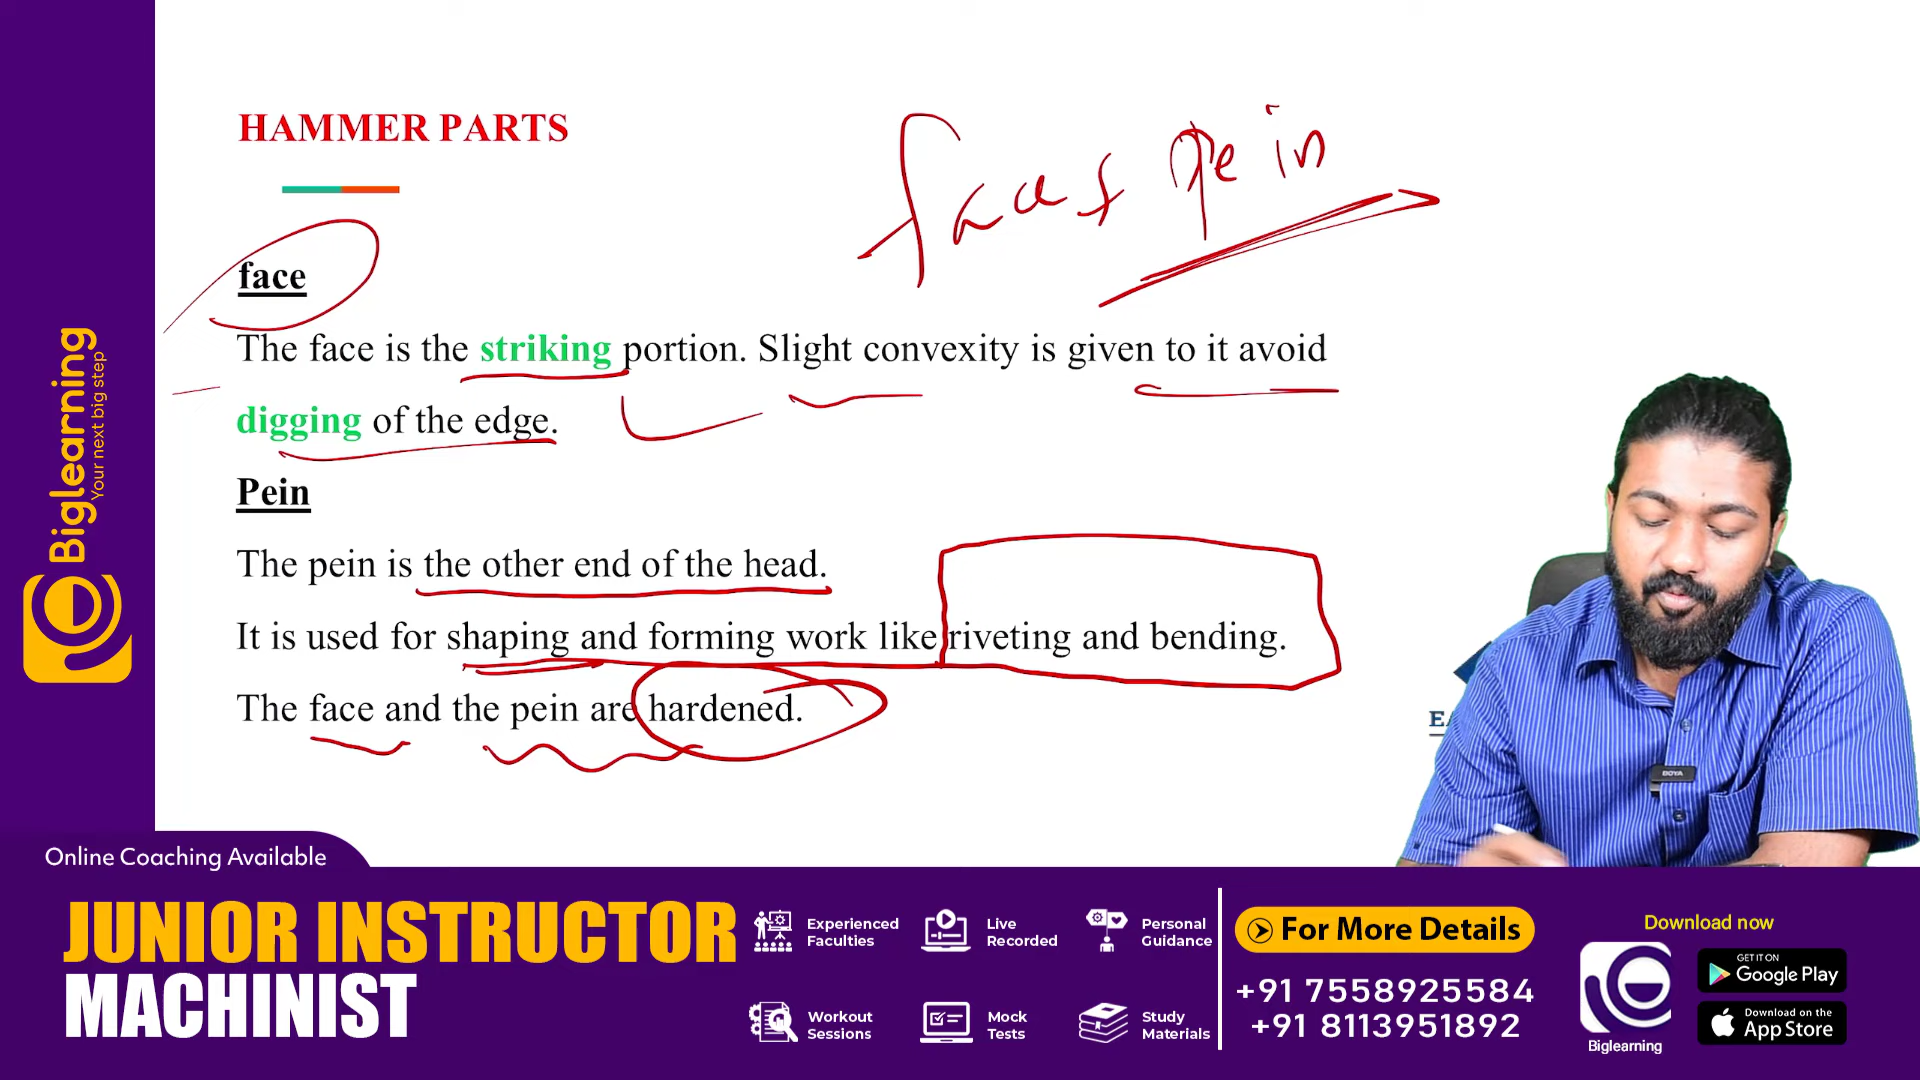 HAMMER PARTS
pein
face
The face is the striking portion. Slight convexity is given to it avoid
digging of the edge.
Pein
The pein is the other end of the head.
It is used for shaping and forming work like riveting and bending.
The face and the pein are hardened.
Biglearning
Your next big step
BOYA
Online Coaching Available
JUNIOR INSTRUCTOR
MACHINIST
Experienced
Faculties
Live
Recorded
Personal
Guidance
Workout
Sessions
Mock
Tests
Study
Materials
For More Details
+91 7558925584
+91 8113951892
Download now
Biglearning
GET IT ON
Google Play
Download on the
App Store